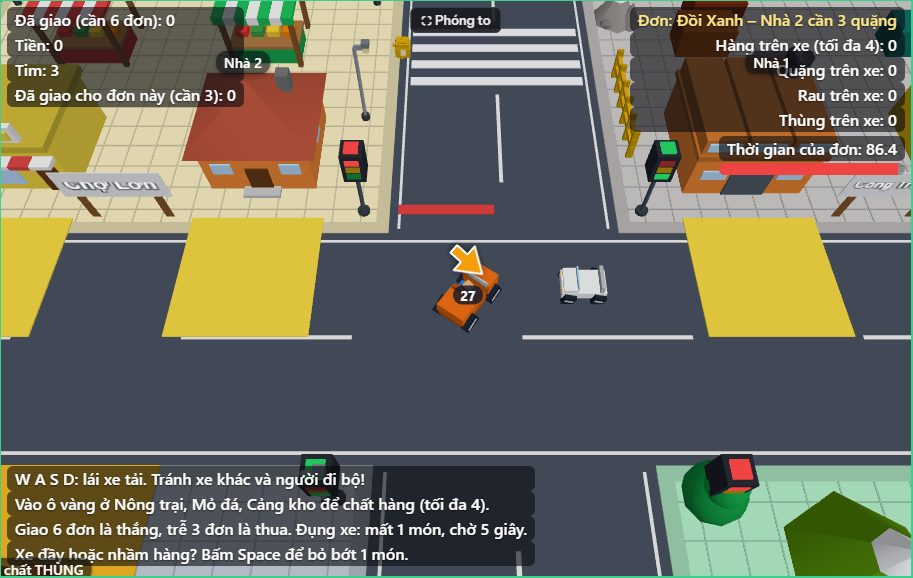 Đã giao (cần 6 đơn): 0
Tiền: 0
Tim: 3
Đã giao cho đơn này (cần 3): 0
Nhà 2
Phóng to
Đơn: Đồi Xanh – Nhà 2 cần 3 quặng
Hàng trên xe (tối đa 4): 0
Nhà 1
Quặng trên xe: 0
Rau trên xe: 0
Thùng trên xe: 0
Thời gian của đơn: 86.4
Chợ Lớn
27
W A S D: lái xe tải. Tránh xe khác và người đi bộ!
Vào ô vàng ở Nông trại, Mỏ đá, Cảng kho để chất hàng (tối đa 4).
Giao 6 đơn là thắng, trễ 3 đơn là thua. Đụng xe: mất 1 món, chờ 5 giây.
Xe đầy hoặc nhầm hàng? Bấm Space để bỏ bớt 1 món.
chất THÙNG